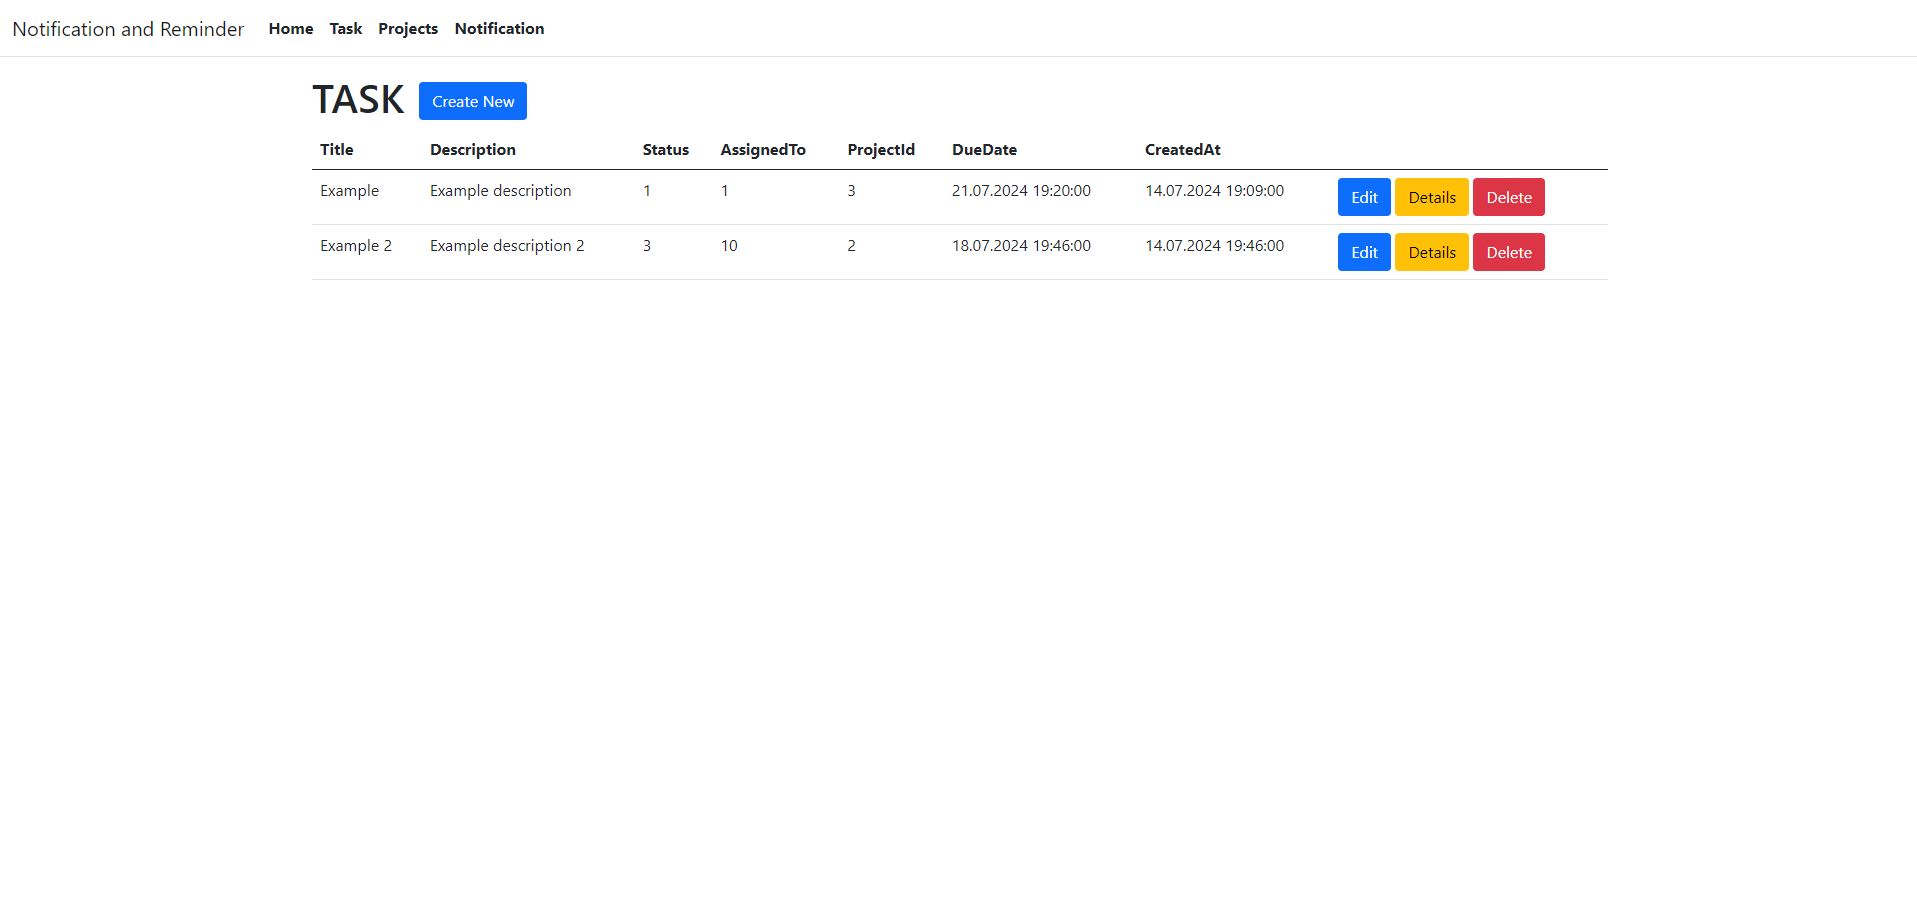 Notification and Reminder Home Task Projects Notification
TASK Create New
Title Description Status AssignedTo ProjectId DueDate CreatedAt
Example Example description 1 1 3 21.07.2024 19:20:00 14.07.2024 19:09:00 Edit Details Delete
Example 2 Example description 2 3 10 2 18.07.2024 19:46:00 14.07.2024 19:46:00 Edit Details Delete